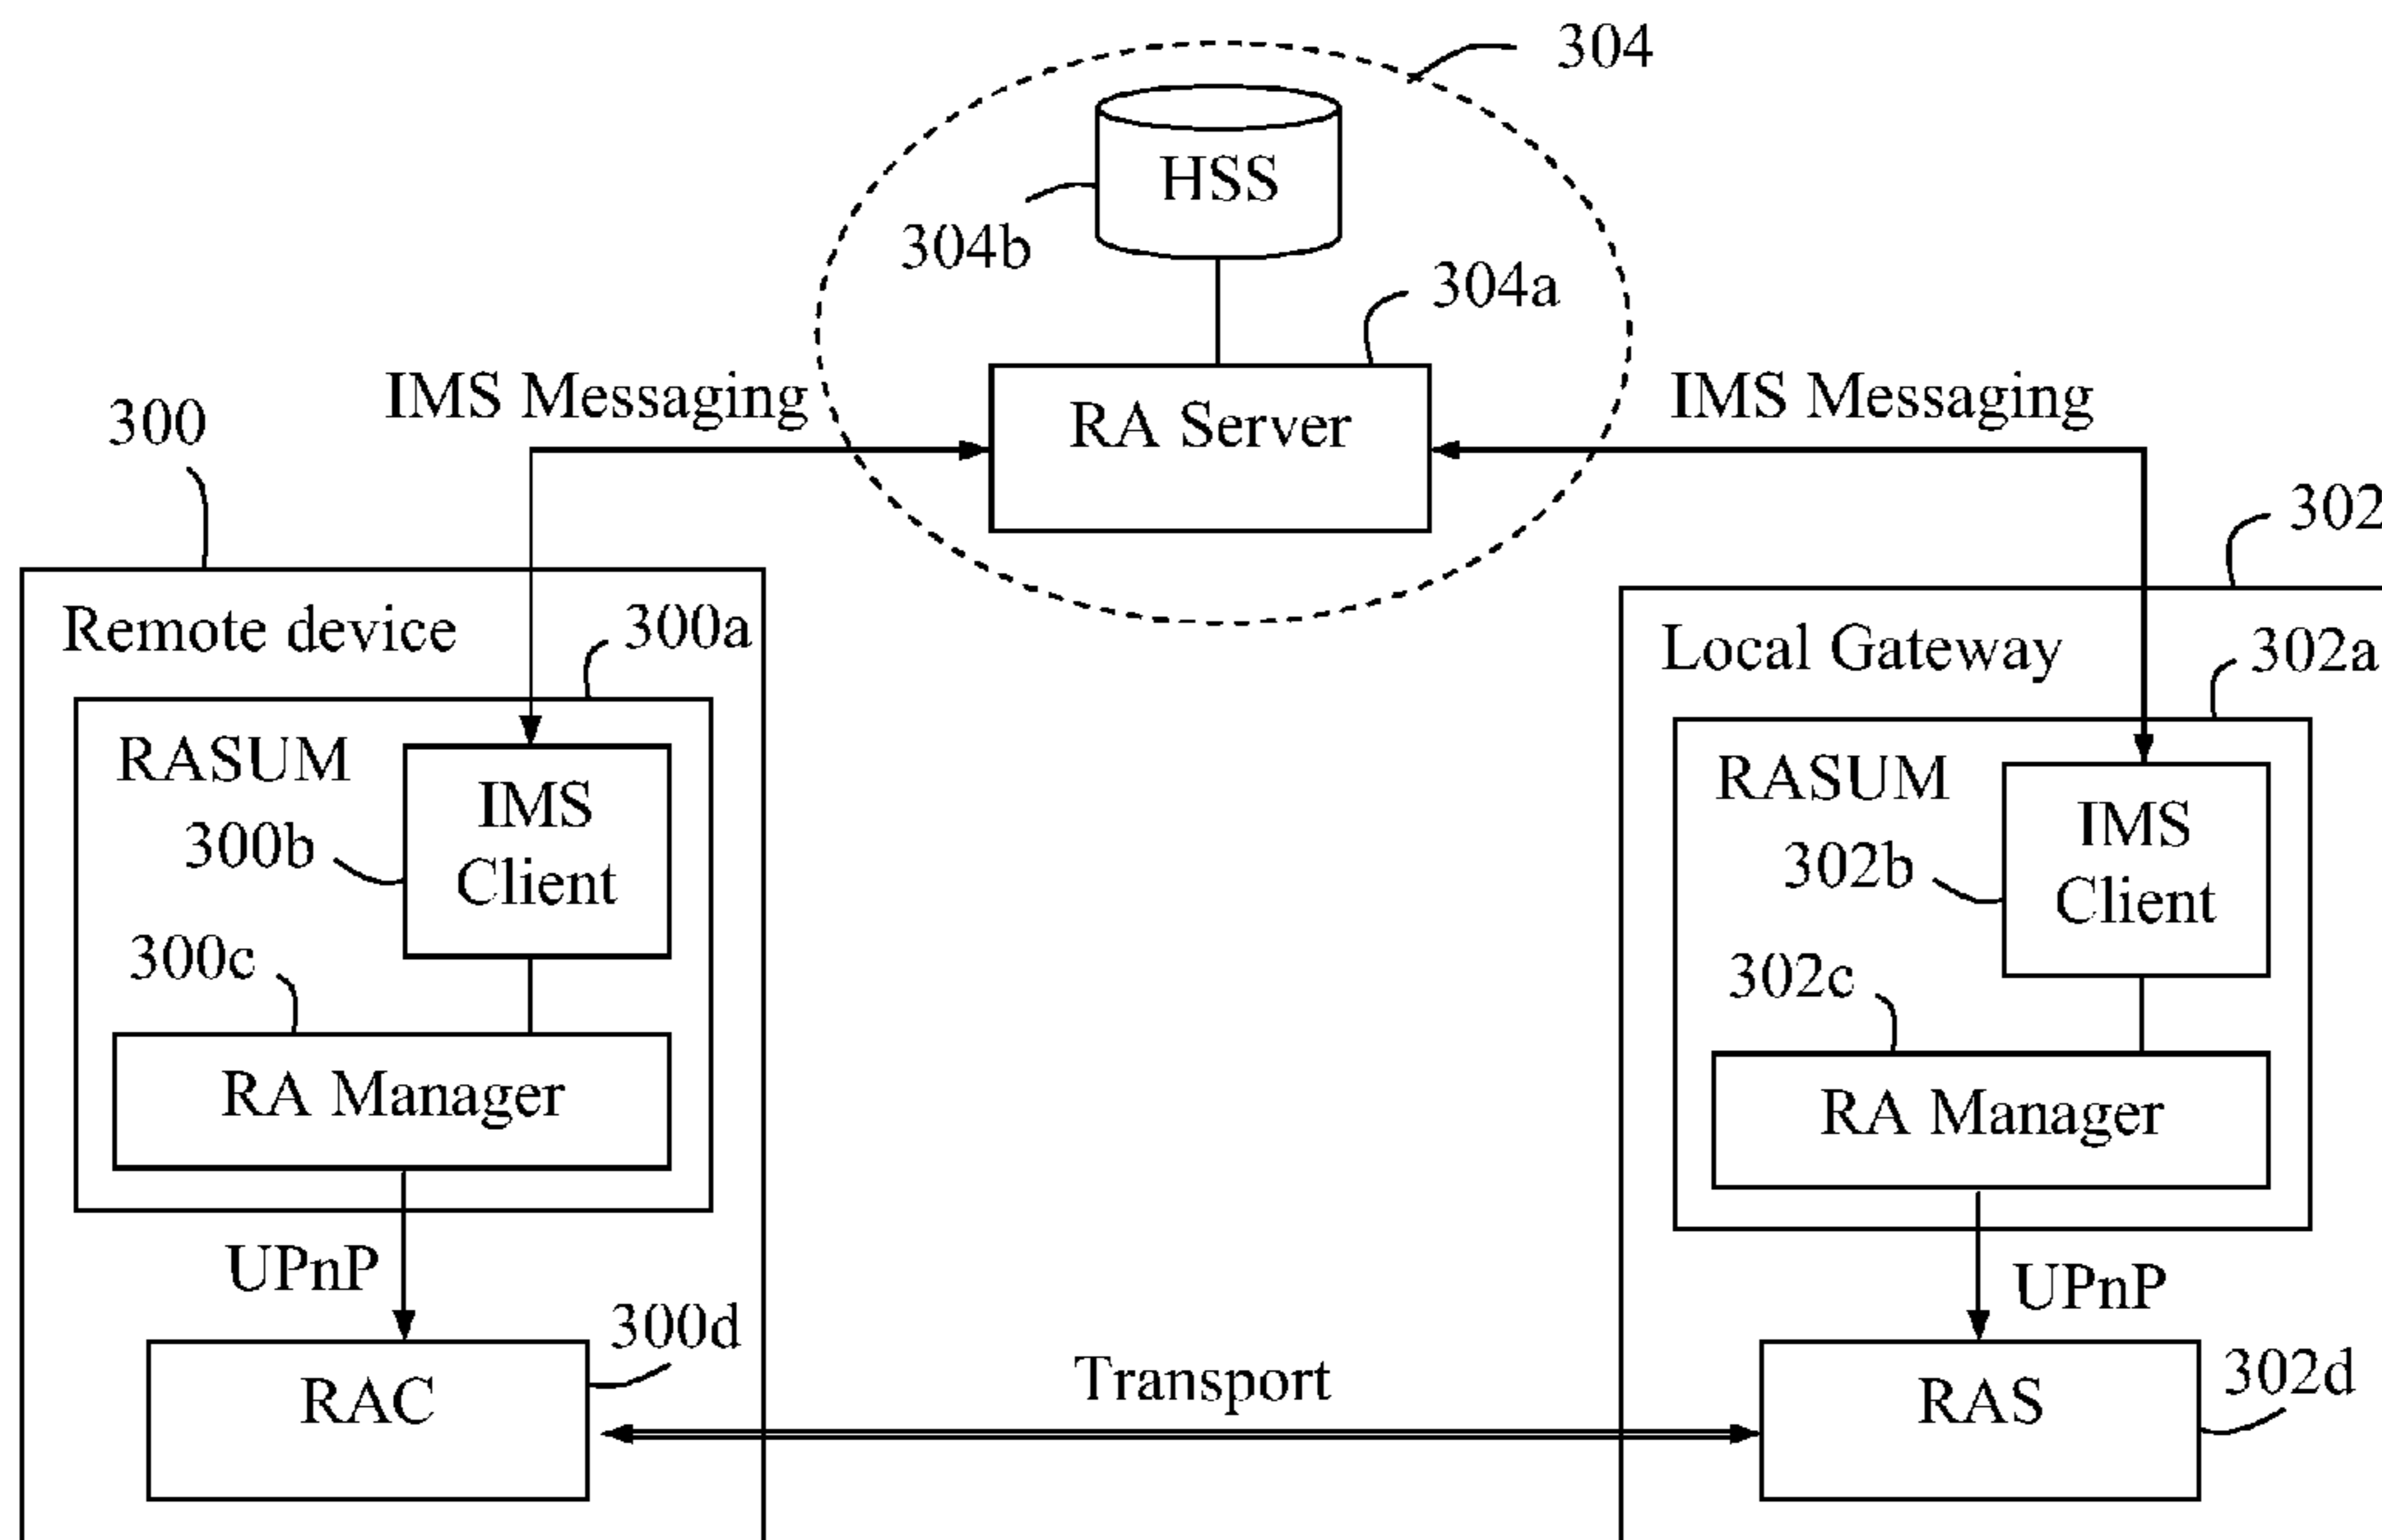 304
HSS
304b
304a
IMS Messaging
RA Server
IMS Messaging
300
302
Remote device
300a
RASUM
IMS
Client
300b
300c
RA Manager
UPnP
RAC
300d
Transport
Local Gateway
302a
RASUM
IMS
Client
302b
302c
RA Manager
UPnP
RAS
302d